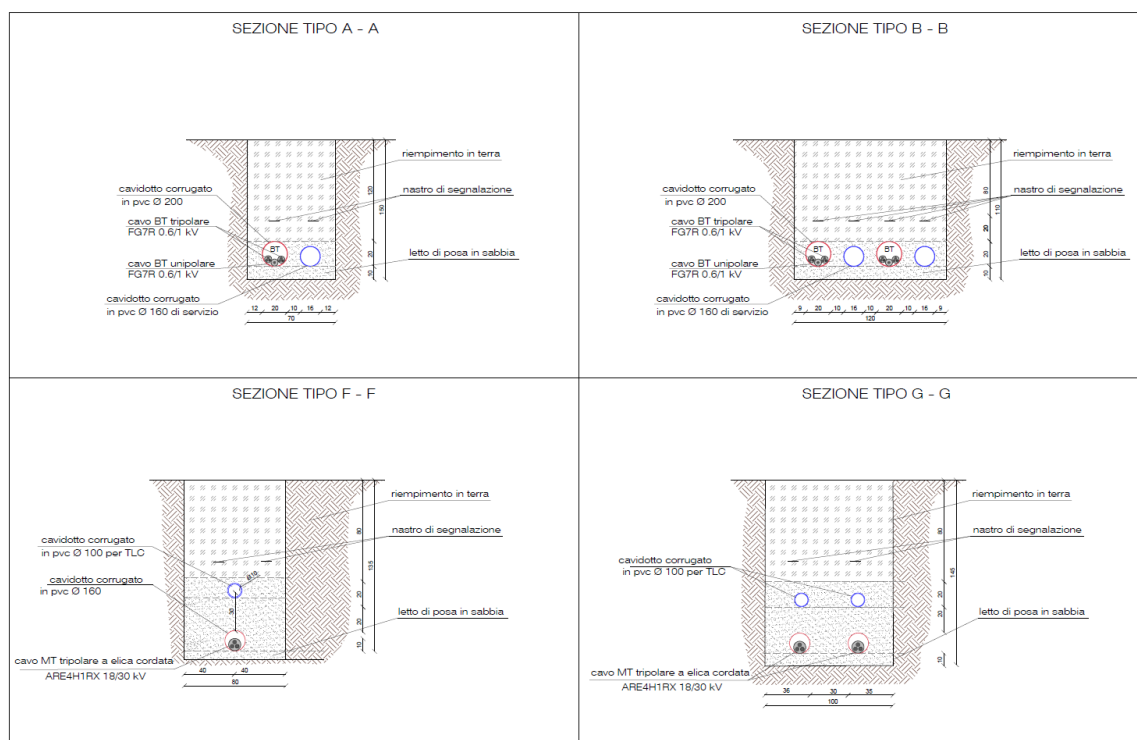 SEZIONE TIPO A - A
riempimento in terra
cavidotto corrugato
in pvc Ø 200
nastro di segnalazione
cavo BT tripolare
FG7R 0.6/1 kV
BT
letto di posa in sabbia
cavo BT unipolare
FG7R 0.6/1 kV
cavidotto corrugato
in pvc Ø 160 di servizio
120
150
20
10
12 20 10 16 12
70
SEZIONE TIPO B - B
riempimento in terra
cavidotto corrugato
in pvc Ø 200
nastro di segnalazione
cavo BT tripolare
FG7R 0.6/1 kV
BT BT
letto di posa in sabbia
cavo BT unipolare
FG7R 0.6/1 kV
cavidotto corrugato
in pvc Ø 160 di servizio
80
110
20
20
10
9 20 10 16 10 20 10 16 9
120
SEZIONE TIPO F - F
riempimento in terra
nastro di segnalazione
cavidotto corrugato
in pvc Ø 100 per TLC
cavidotto corrugato
in pvc Ø 160
Ø10
30
letto di posa in sabbia
cavo MT tripolare a elica cordata
ARE4H1RX 18/30 kV
80
135
20
20
10
40 40
80
SEZIONE TIPO G - G
riempimento in terra
nastro di segnalazione
cavidotto corrugato
in pvc Ø 100 per TLC
letto di posa in sabbia
cavo MT tripolare a elica cordata
ARE4H1RX 18/30 kV
80
145
20
20
10
35 30 35
100